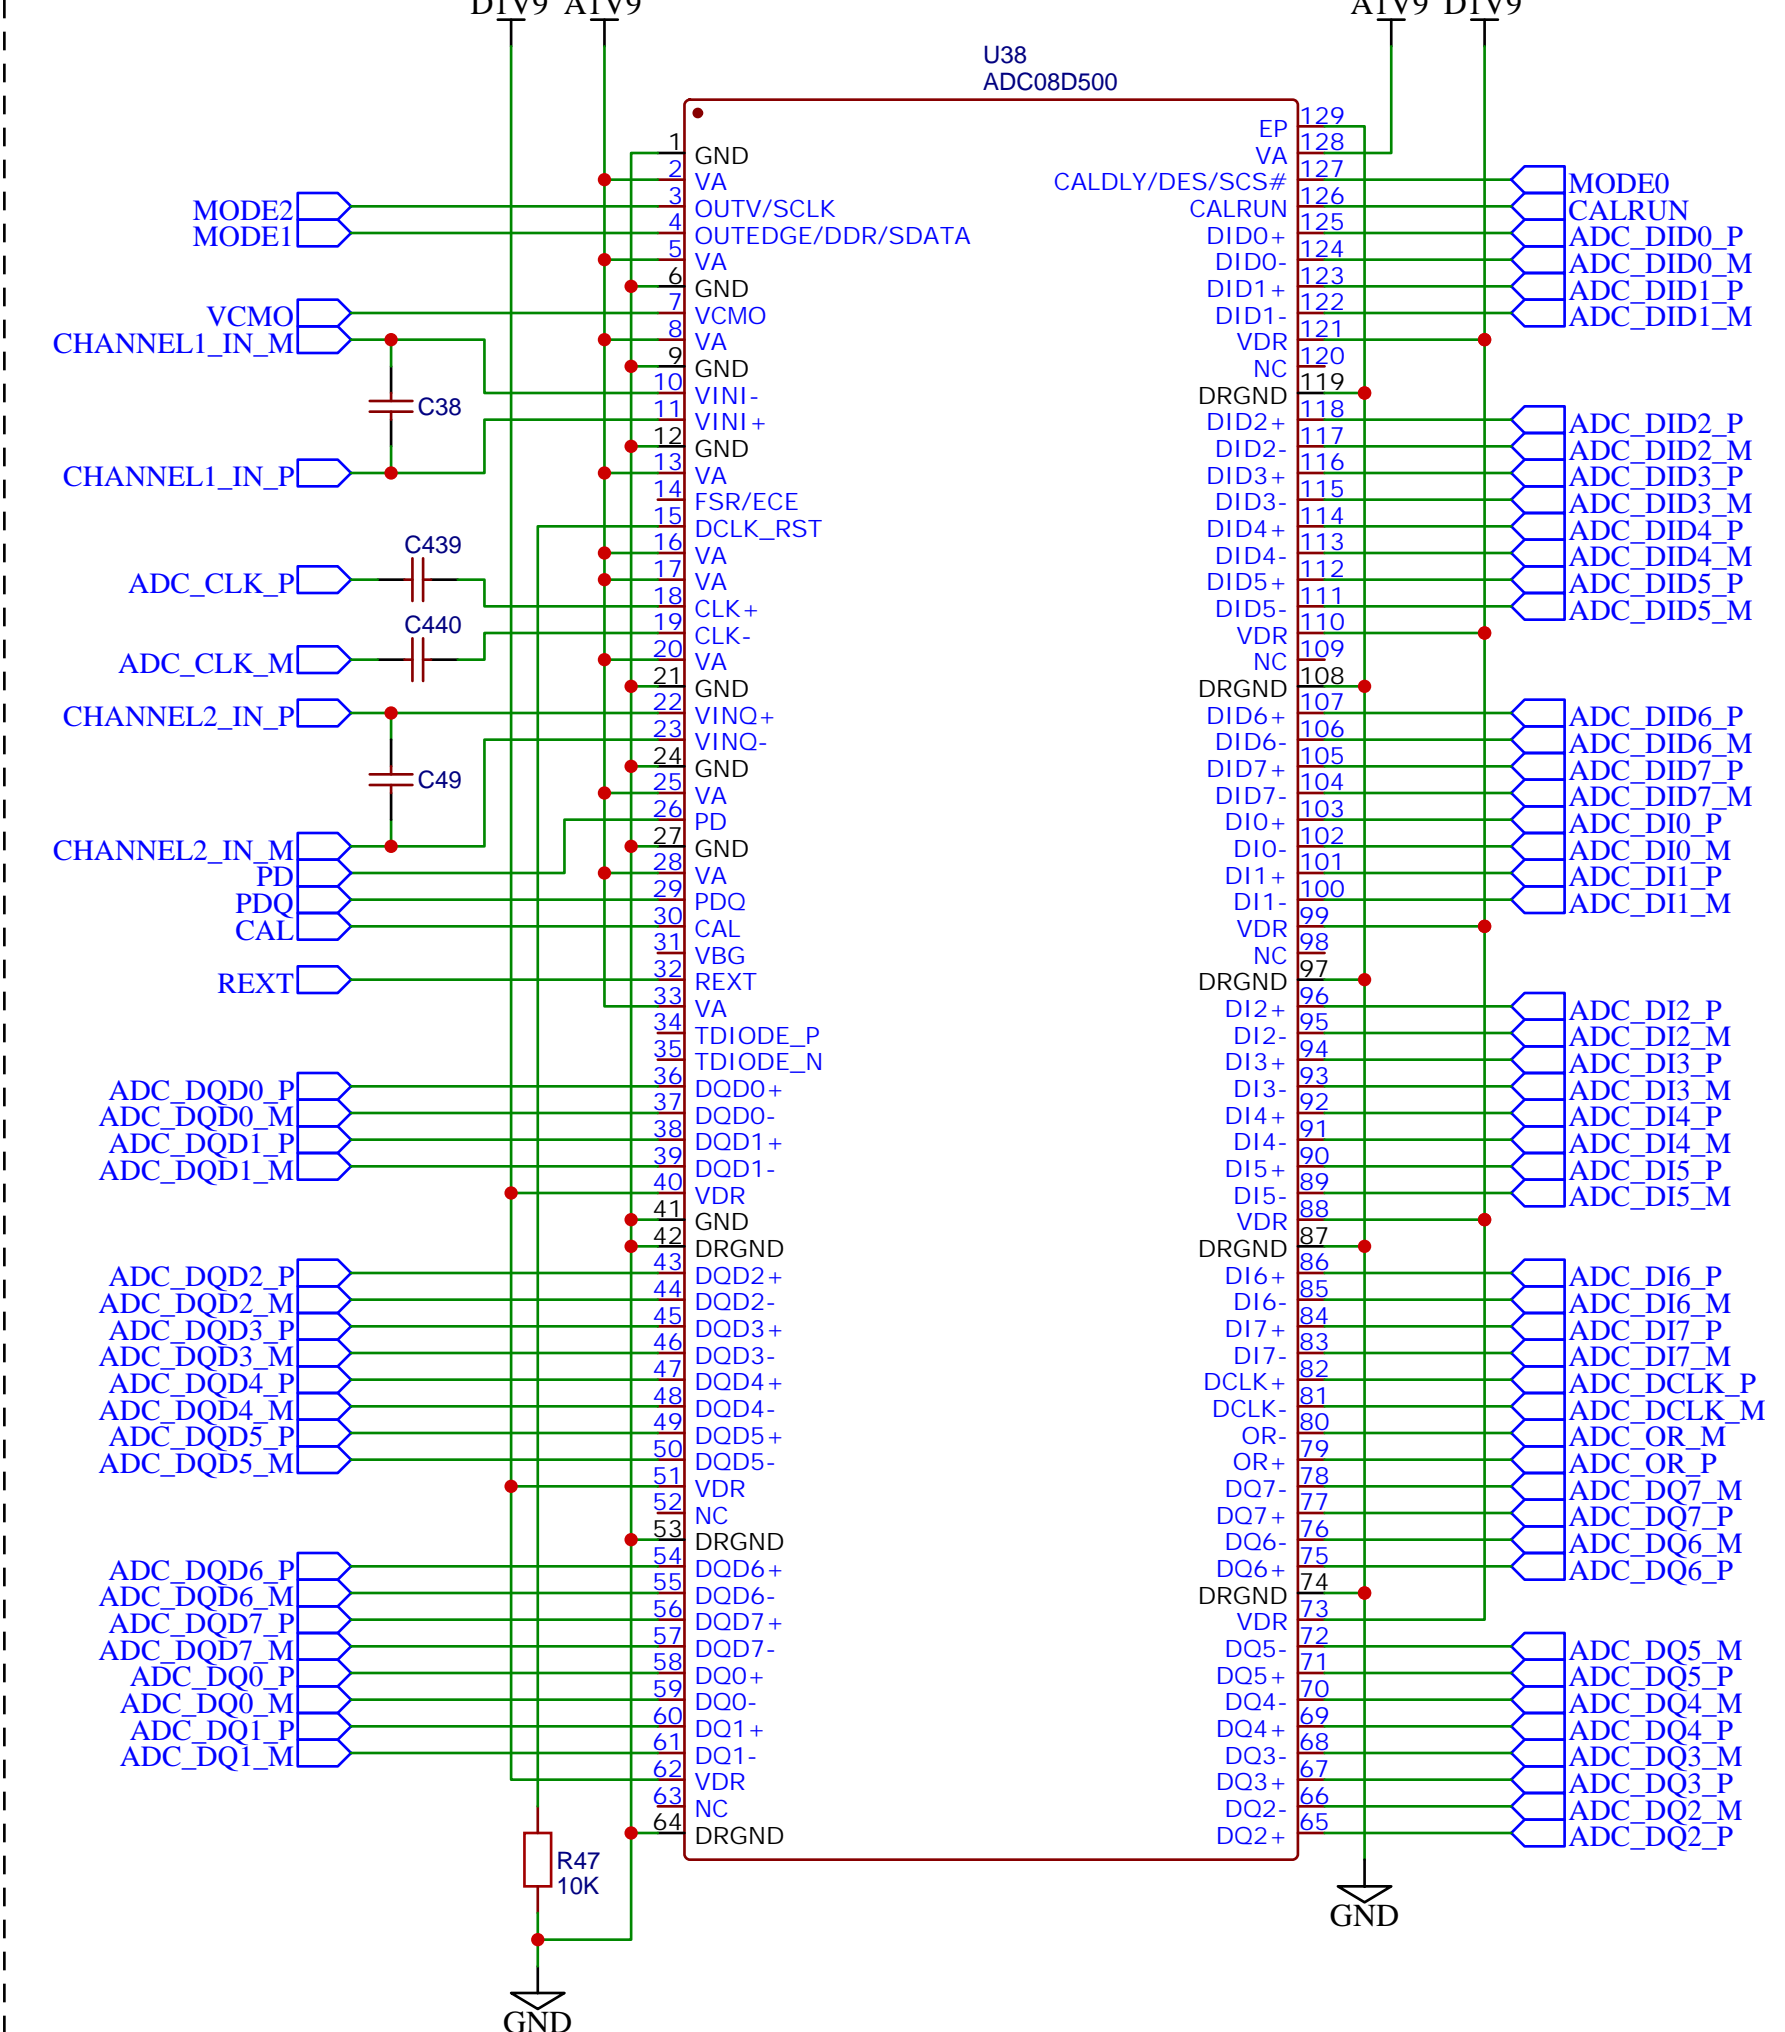 D1V9 A1V9
A1V9 D1V9
U38
ADC08D500
MODE2
MODE1
VCMO
CHANNEL1_IN_M
C38
CHANNEL1_IN_P
C439
ADC_CLK_P
C440
ADC_CLK_M
CHANNEL2_IN_P
C49
CHANNEL2_IN_M
PD
PDQ
CAL
REXT
ADC_DQD0_P
ADC_DQD0_M
ADC_DQD1_P
ADC_DQD1_M
ADC_DQD2_P
ADC_DQD2_M
ADC_DQD3_P
ADC_DQD3_M
ADC_DQD4_P
ADC_DQD4_M
ADC_DQD5_P
ADC_DQD5_M
ADC_DQD6_P
ADC_DQD6_M
ADC_DQD7_P
ADC_DQD7_M
ADC_DQ0_P
ADC_DQ0_M
ADC_DQ1_P
ADC_DQ1_M
R47
10K
GND
1 GND
2 VA
3 OUTV/SCLK
4 OUTEDGE/DDR/SDATA
5 VA
6 GND
7 VCMO
8 VA
9 GND
10 VINI-
11 VINI+
12 GND
13 VA
14 FSR/ECE
15 DCLK_RST
16 VA
17 VA
18 CLK+
19 CLK-
20 VA
21 GND
22 VINQ+
23 VINQ-
24 GND
25 VA
26 PD
27 GND
28 VA
29 PDQ
30 CAL
31 VBG
32 REXT
33 VA
34 TDIODE_P
35 TDIODE_N
36 DQD0+
37 DQD0-
38 DQD1+
39 DQD1-
40 VDR
41 GND
42 DRGND
43 DQD2+
44 DQD2-
45 DQD3+
46 DQD3-
47 DQD4+
48 DQD4-
49 DQD5+
50 DQD5-
51 VDR
52 NC
53 DRGND
54 DQD6+
55 DQD6-
56 DQD7+
57 DQD7-
58 DQ0+
59 DQ0-
60 DQ1+
61 DQ1-
62 VDR
63 NC
64 DRGND
EP 129
VA 128
CALDLY/DES/SCS# 127
CALRUN 126
DID0+ 125
DID0- 124
DID1+ 123
DID1- 122
VDR 121
NC 120
DRGND 119
DID2+ 118
DID2- 117
DID3+ 116
DID3- 115
DID4+ 114
DID4- 113
DID5+ 112
DID5- 111
VDR 110
NC 109
DRGND 108
DID6+ 107
DID6- 106
DID7+ 105
DID7- 104
DI0+ 103
DI0- 102
DI1+ 101
DI1- 100
VDR 99
NC 98
DRGND 97
DI2+ 96
DI2- 95
DI3+ 94
DI3- 93
DI4+ 92
DI4- 91
DI5+ 90
DI5- 89
VDR 88
DRGND 87
DI6+ 86
DI6- 85
DI7+ 84
DI7- 83
DCLK+ 82
DCLK- 81
OR- 80
OR+ 79
DQ7- 78
DQ7+ 77
DQ6- 76
DQ6+ 75
DRGND 74
VDR 73
DQ5- 72
DQ5+ 71
DQ4- 70
DQ4+ 69
DQ3- 68
DQ3+ 67
DQ2- 66
DQ2+ 65
MODE0
CALRUN
ADC_DID0_P
ADC_DID0_M
ADC_DID1_P
ADC_DID1_M
ADC_DID2_P
ADC_DID2_M
ADC_DID3_P
ADC_DID3_M
ADC_DID4_P
ADC_DID4_M
ADC_DID5_P
ADC_DID5_M
ADC_DID6_P
ADC_DID6_M
ADC_DID7_P
ADC_DID7_M
ADC_DI0_P
ADC_DI0_M
ADC_DI1_P
ADC_DI1_M
ADC_DI2_P
ADC_DI2_M
ADC_DI3_P
ADC_DI3_M
ADC_DI4_P
ADC_DI4_M
ADC_DI5_P
ADC_DI5_M
ADC_DI6_P
ADC_DI6_M
ADC_DI7_P
ADC_DI7_M
ADC_DCLK_P
ADC_DCLK_M
ADC_OR_M
ADC_OR_P
ADC_DQ7_M
ADC_DQ7_P
ADC_DQ6_M
ADC_DQ6_P
ADC_DQ5_M
ADC_DQ5_P
ADC_DQ4_M
ADC_DQ4_P
ADC_DQ3_M
ADC_DQ3_P
ADC_DQ2_M
ADC_DQ2_P
GND